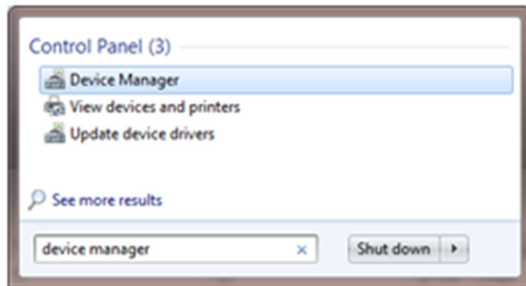 Control Panel (3)
Device Manager
View devices and printers
Update device drivers
See more results
device manager
Shut down